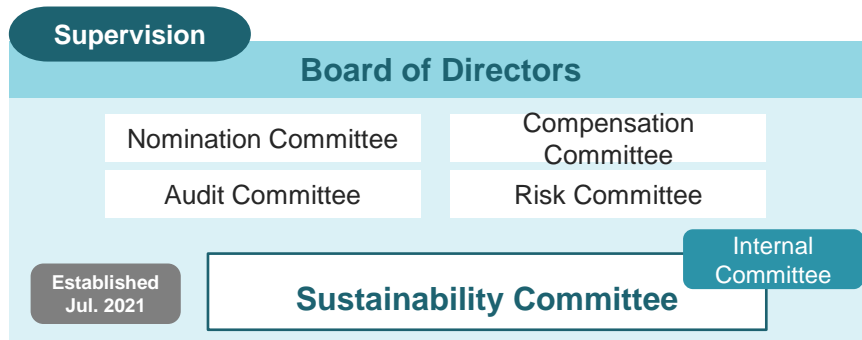 Supervision
Board of Directors
Nomination Committee
Compensation
Committee
Audit Committee
Risk Committee
Internal
Committee
Established
Jul. 2021
Sustainability Committee